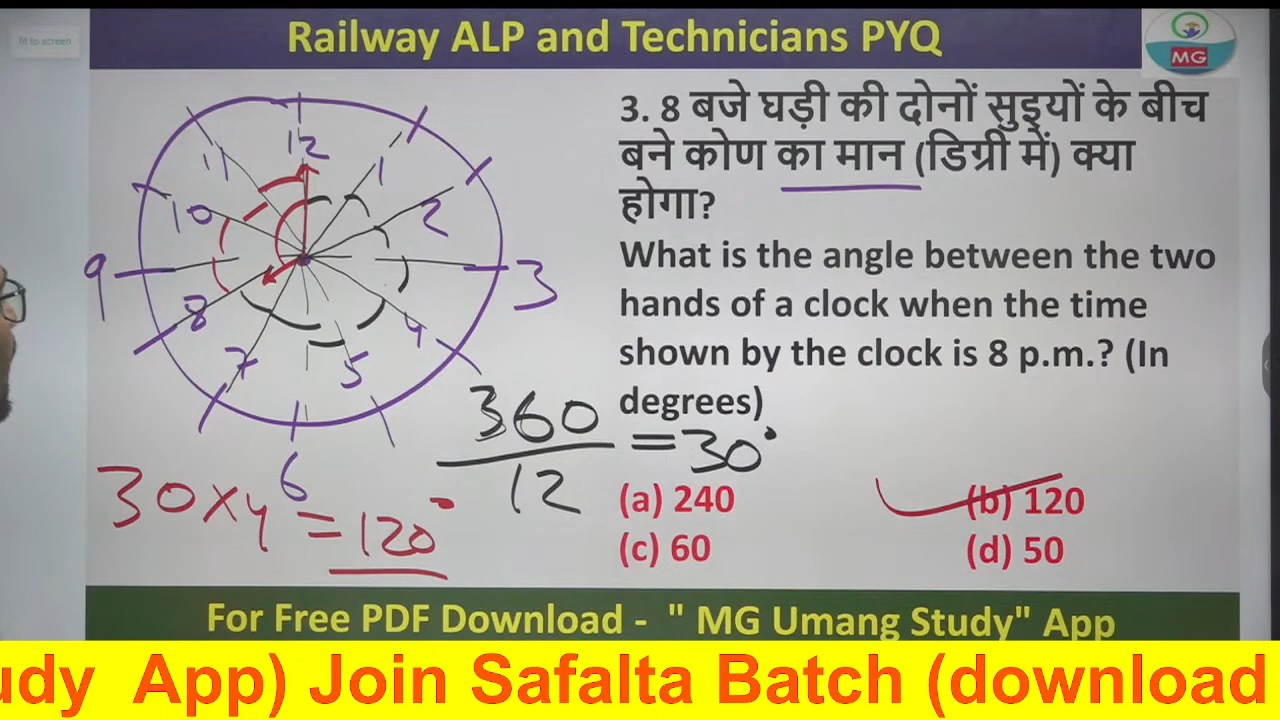 fit to screen
Railway ALP and Technicians PYQ
MG
3. 8 बजे घड़ी की दोनों सुइयों के बीच
बने कोण का मान (डिग्री में) क्या
होगा?
What is the angle between the two
hands of a clock when the time
shown by the clock is 8 p.m.? (In
degrees)
(a) 240 (b) 120
(c) 60 (d) 50
12
11 1
10 2
9 3
8 4
7 5
6
360
12
=30°
30×4=120°
For Free PDF Download - " MG Umang Study" App
udy App) Join Safalta Batch (download